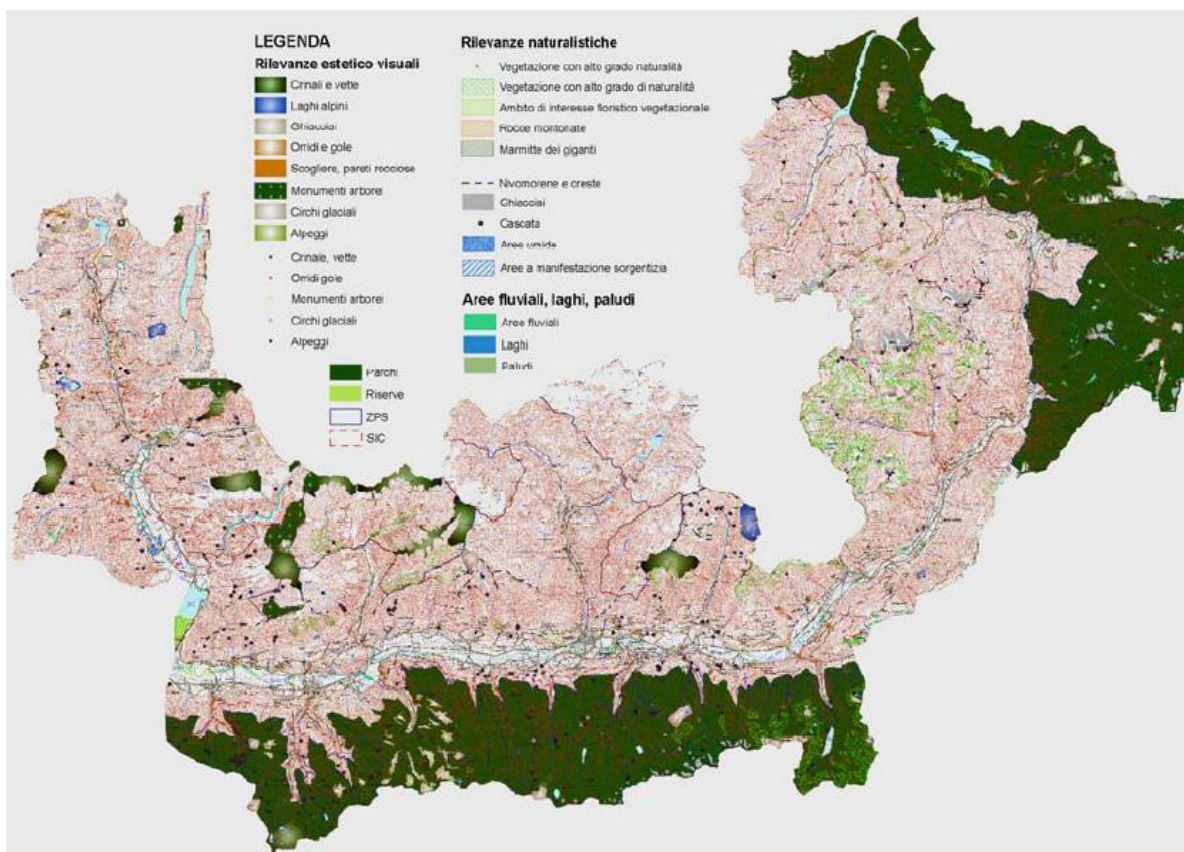 LEGENDA
Rilevanze estetico visuali
Crinali e vette
Laghi alpini
Ghiacciai
Orridi e gole
Scogliere, pareti rocciose
Monumenti arborei
Circhi glaciali
Alpeggi
Crinale, vette
Orridi gole
Monumenti arborei
Circhi glaciali
Alpeggi
Parchi
Riserve
ZPS
SIC
Rilevanze naturalistiche
Vegetazione con alto grado naturalità
Vegetazione con alto grado di naturalità
Ambito di interesse floristico vegetazionale
Rocce montonate
Marmitte dei giganti
Nivomorene e creste
Ghiacciai
Cascata
Aree umide
Aree a manifestazione sorgentizia
Aree fluviali, laghi, paludi
Aree fluviali
Laghi
Paludi